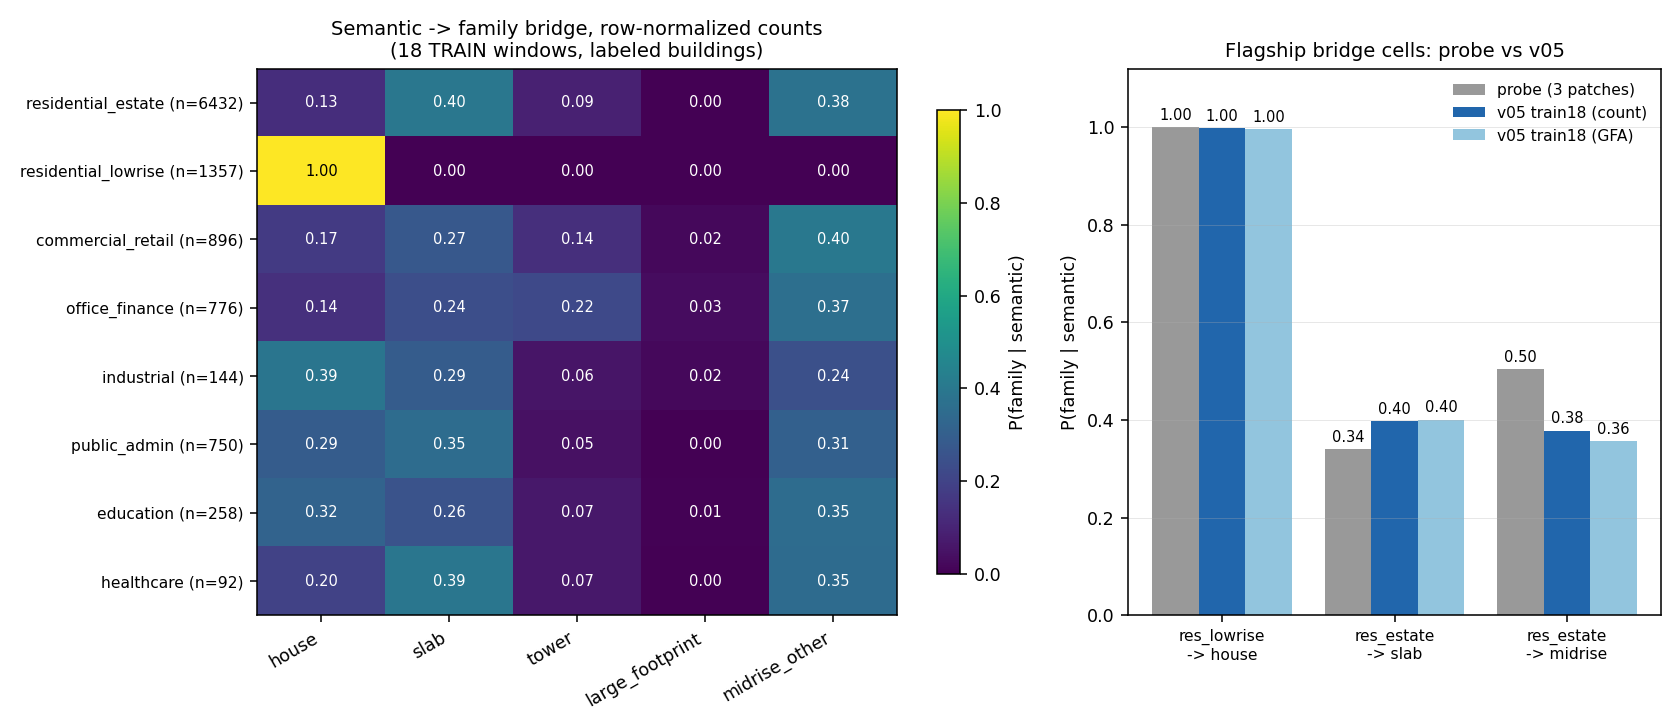 Semantic -> family bridge, row-normalized counts
(18 TRAIN windows, labeled buildings)
residential_estate (n=6432) 0.13 0.40 0.09 0.00 0.38
residential_lowrise (n=1357) 1.00 0.00 0.00 0.00 0.00
commercial_retail (n=896) 0.17 0.27 0.14 0.02 0.40
office_finance (n=776) 0.14 0.24 0.22 0.03 0.37
industrial (n=144) 0.39 0.29 0.06 0.02 0.24
public_admin (n=750) 0.29 0.35 0.05 0.00 0.31
education (n=258) 0.32 0.26 0.07 0.01 0.35
healthcare (n=92) 0.20 0.39 0.07 0.00 0.35
house slab tower large_footprint midrise_other
1.0
0.8
0.6
0.4
0.2
0.0
P(family | semantic)
Flagship bridge cells: probe vs v05
probe (3 patches)
v05 train18 (count)
v05 train18 (GFA)
P(family | semantic)
1.0
0.8
0.6
0.4
0.2
0.0
1.00 1.00 1.00
0.34 0.40 0.40
0.50 0.38 0.36
res_lowrise
-> house
res_estate
-> slab
res_estate
-> midrise